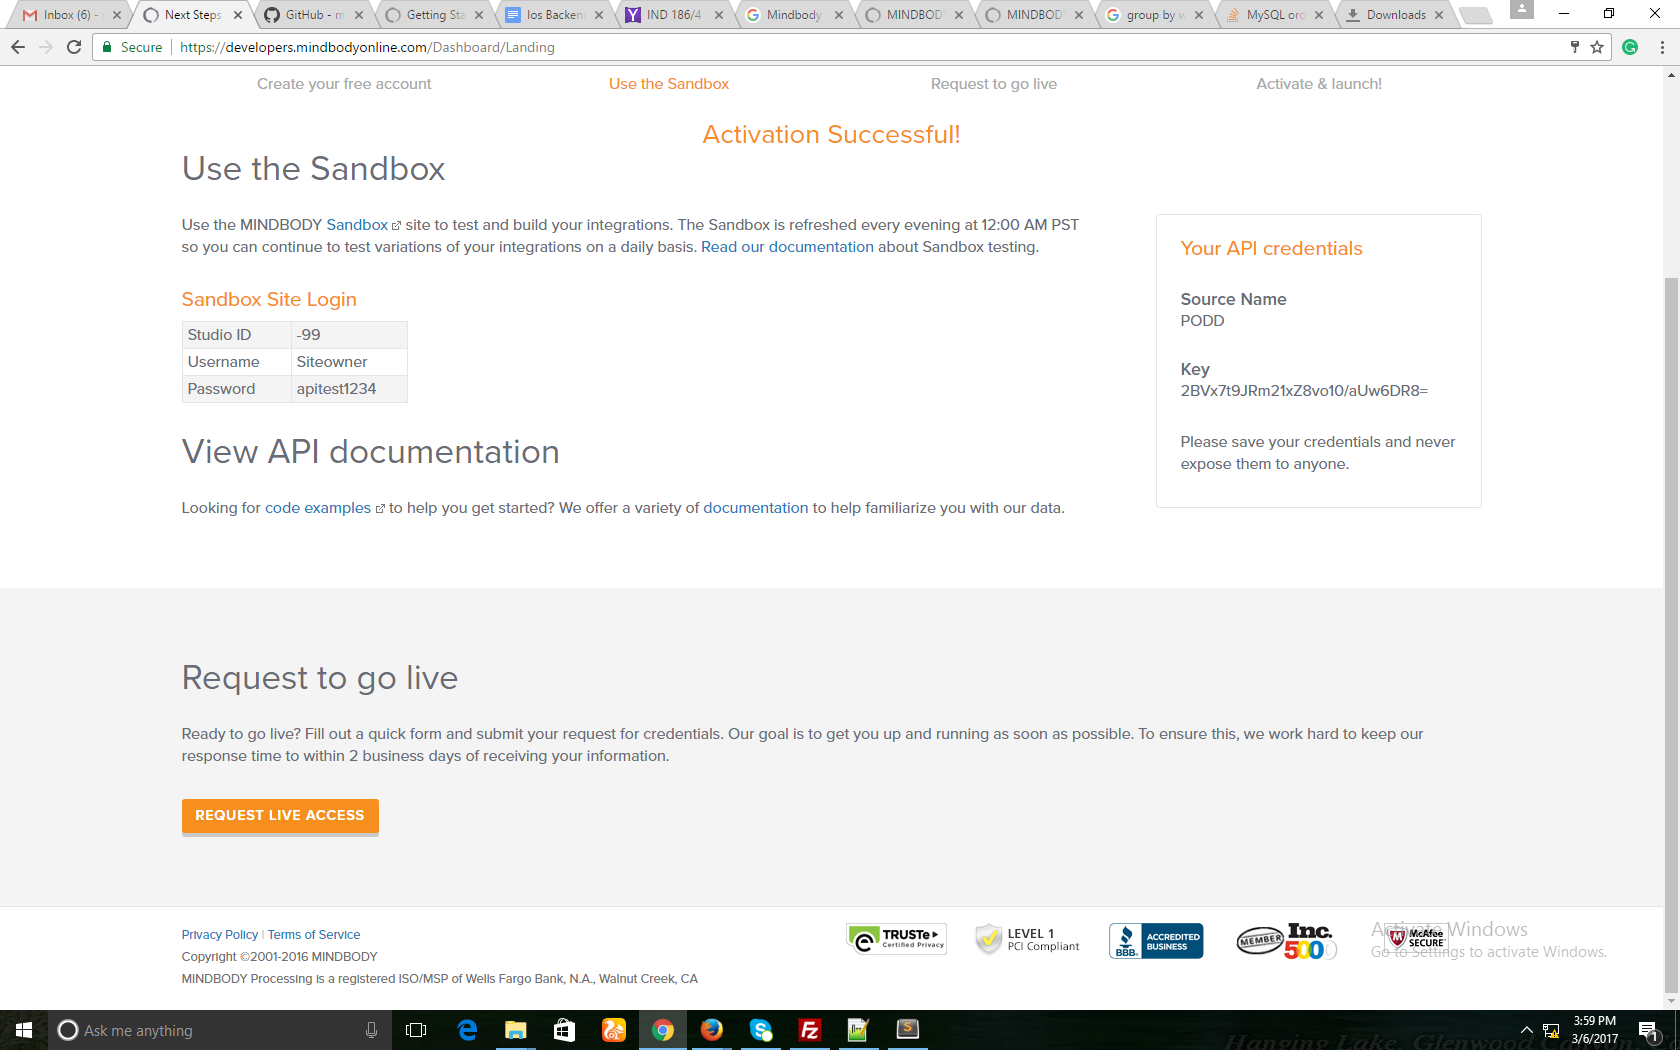 Inbox (6) -
Next Steps
GitHub - m
Getting Sta
Ios Backen
IND 186/4
Mindbody
MINDBOD
MINDBOD
group by w
MySQL ord
Downloads
Secure
https://developers.mindbodyonline.com/Dashboard/Landing
Create your free account
Use the Sandbox
Request to go live
Activate & launch!
Activation Successful!
Use the Sandbox
Use the MINDBODY Sandbox site to test and build your integrations. The Sandbox is refreshed every evening at 12:00 AM PST
so you can continue to test variations of your integrations on a daily basis. Read our documentation about Sandbox testing.
Sandbox Site Login
Studio ID -99
Username Siteowner
Password apitest1234
Your API credentials
Source Name
PODD
Key
2BVx7t9JRm21xZ8vo10/aUw6DR8=
Please save your credentials and never
expose them to anyone.
View API documentation
Looking for code examples to help you get started? We offer a variety of documentation to help familiarize you with our data.
Request to go live
Ready to go live? Fill out a quick form and submit your request for credentials. Our goal is to get you up and running as soon as possible. To ensure this, we work hard to keep our
response time to within 2 business days of receiving your information.
REQUEST LIVE ACCESS
Privacy Policy | Terms of Service
Copyright ©2001-2016 MINDBODY
MINDBODY Processing is a registered ISO/MSP of Wells Fargo Bank, N.A., Walnut Creek, CA
TRUSTe
Certified Privacy
LEVEL 1
PCI Compliant
BBB.
ACCREDITED
BUSINESS
MEMBER
Inc.
5000
McAfee
SECURE
Activate Windows
Go to Settings to activate Windows.
Ask me anything
3:59 PM
3/6/2017
1
Hanging Lake, Glenwood